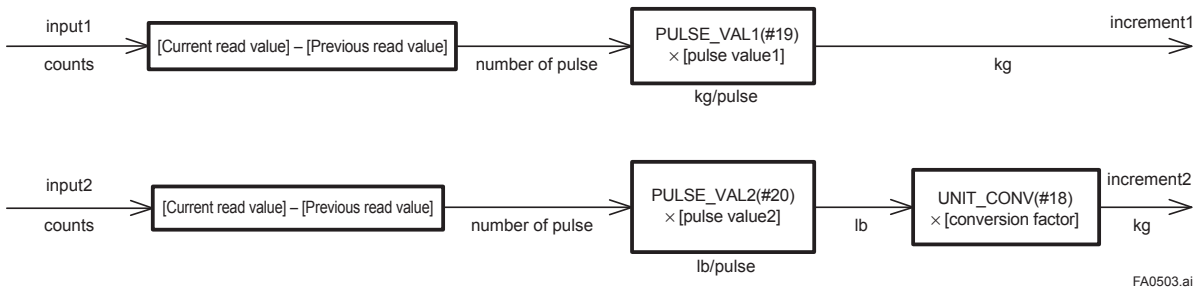 input1
counts
[Current read value] – [Previous read value]
number of pulse
PULSE_VAL1(#19)
× [pulse value1]
kg/pulse
increment1
kg
input2
counts
[Current read value] – [Previous read value]
number of pulse
PULSE_VAL2(#20)
× [pulse value2]
lb/pulse
lb
UNIT_CONV(#18)
× [conversion factor]
increment2
kg
FA0503.ai